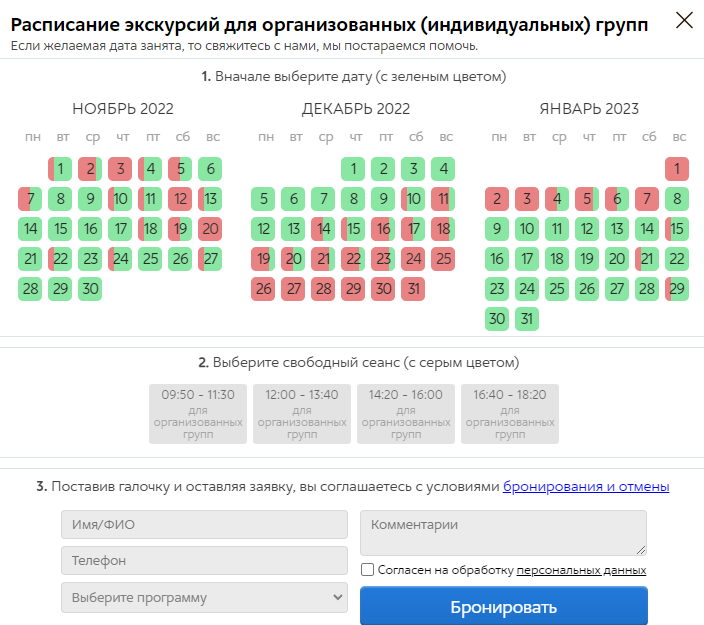 Расписание экскурсий для организованных (индивидуальных) групп
Если желаемая дата занята, то свяжитесь с нами, мы постараемся помочь.
1. Вначале выберите дату (с зеленым цветом)
НОЯБРЬ 2022 ДЕКАБРЬ 2022 ЯНВАРЬ 2023
пн вт ср чт пт сб вс пн вт ср чт пт сб вс пн вт ср чт пт сб вс
1 2 3 4 5 6 1 2 3 4 1
7 8 9 10 11 12 13 5 6 7 8 9 10 11 2 3 4 5 6 7 8
14 15 16 17 18 19 20 12 13 14 15 16 17 18 9 10 11 12 13 14 15
21 22 23 24 25 26 27 19 20 21 22 23 24 25 16 17 18 19 20 21 22
28 29 30 26 27 28 29 30 31 23 24 25 26 27 28 29
30 31
2. Выберите свободный сеанс (с серым цветом)
09:50 - 11:30 12:00 - 13:40 14:20 - 16:00 16:40 - 18:20
для для для для
организованных организованных организованных организованных
групп групп групп групп
3. Поставив галочку и оставляя заявку, вы соглашаетесь с условиями бронирования и отмены
Имя/ФИО Комментарии
Телефон
Согласен на обработку персональных данных
Выберите программу
Бронировать